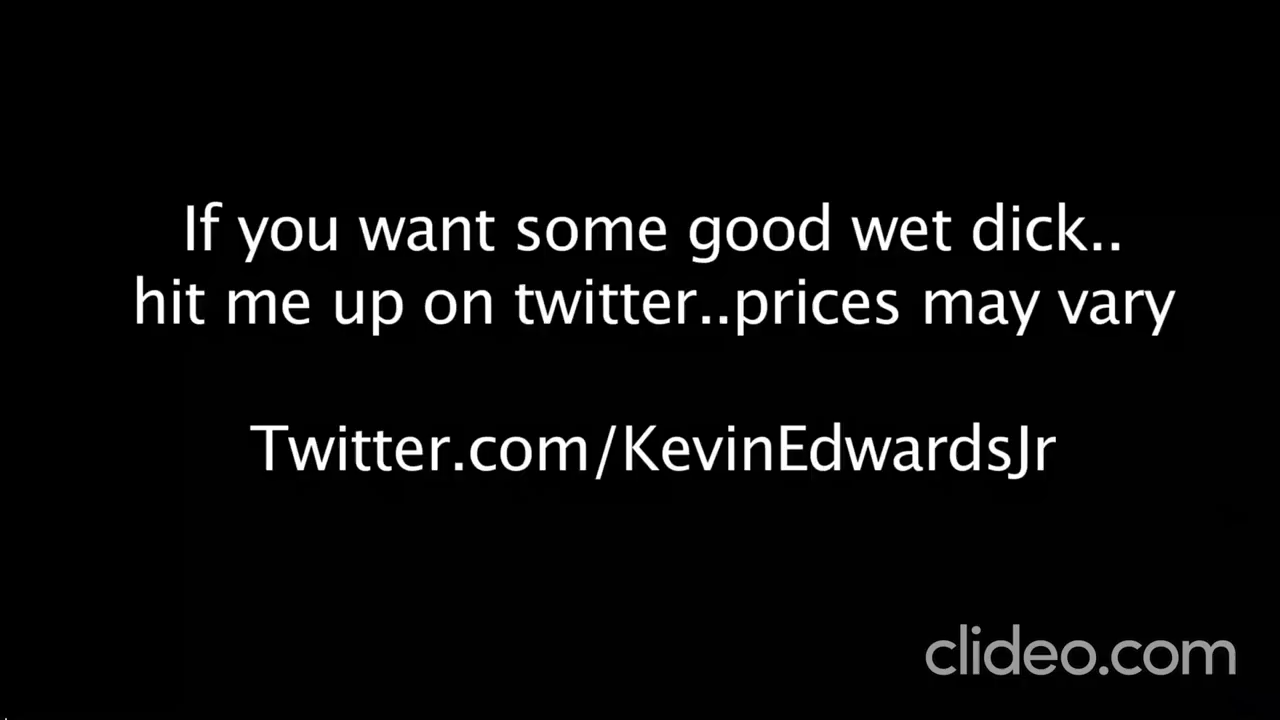 If you want some good wet dick..
hit me up on twitter..prices may vary
Twitter.com/KevinEdwardsJr
clideo.com